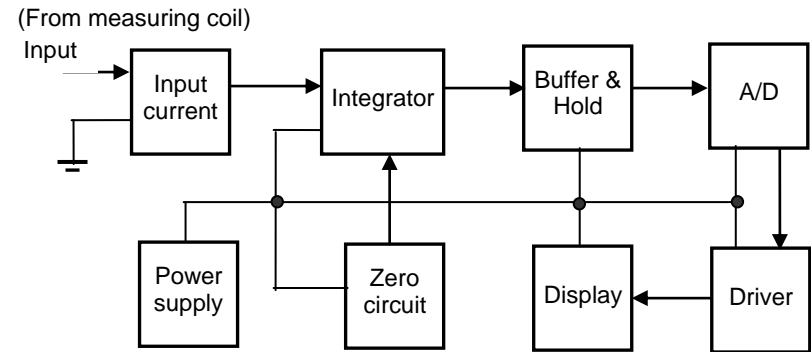 (From measuring coil)
Input
Input
current
Integrator
Buffer &
Hold
A/D
Power
supply
Zero
circuit
Display
Driver